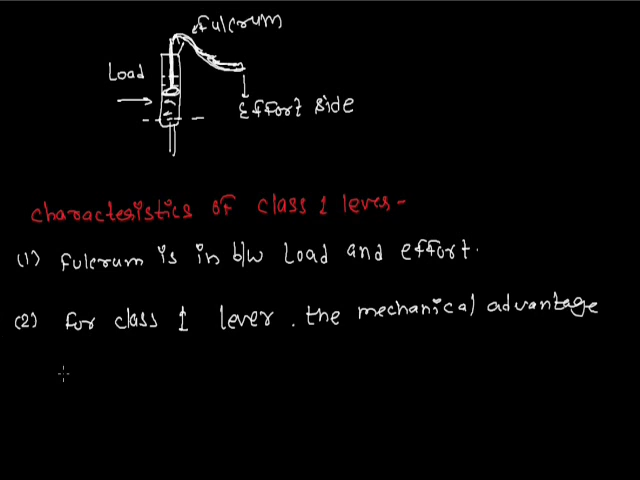 fulcrum
Load
Effort side
characteristics of class 1 lever -
(1) fulcrum is in b/w Load and effort.
(2) for class 1 lever. the mechanical advantage